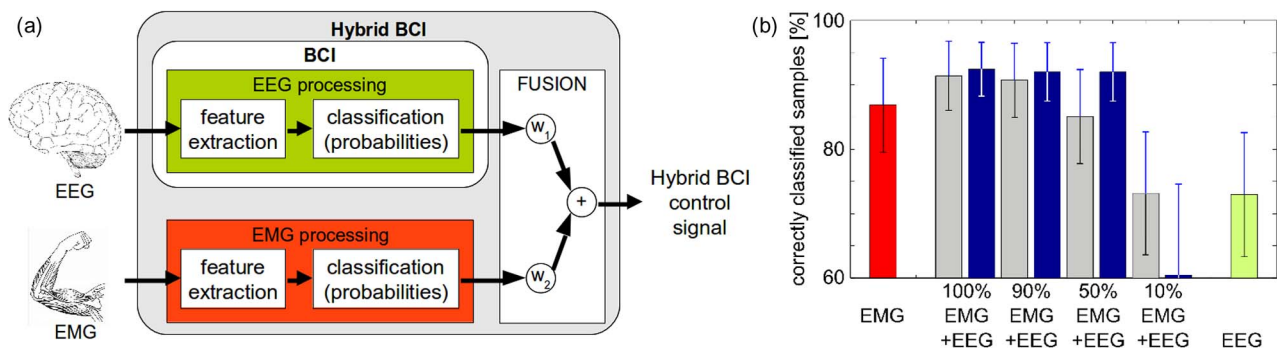 (a)
Hybrid BCI
BCI
EEG processing
feature
extraction
classification
(probabilities)
EEG
FUSION
w1
+
w2
Hybrid BCI
control
signal
EMG processing
feature
extraction
classification
(probabilities)
EMG
(b)
correctly classified samples [%]
100
80
60
EMG
100%
EMG
+EEG
90%
EMG
+EEG
50%
EMG
+EEG
10%
EMG
+EEG
EEG